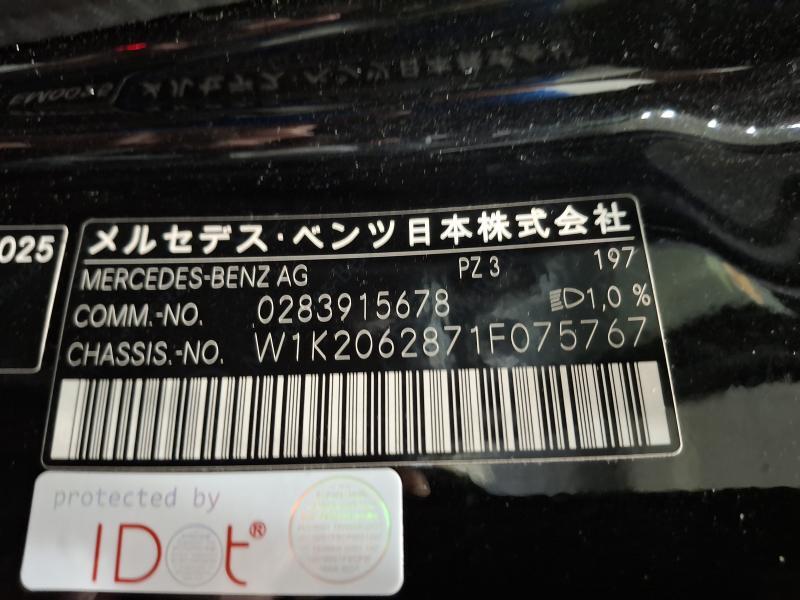 025
メルセデス・ベンツ日本株式会社
MERCEDES-BENZ AG PZ 3 197
COMM.-NO. 0283915678 1,0 %
CHASSIS.-NO. W1K2062871F075767
protected by
IDot®